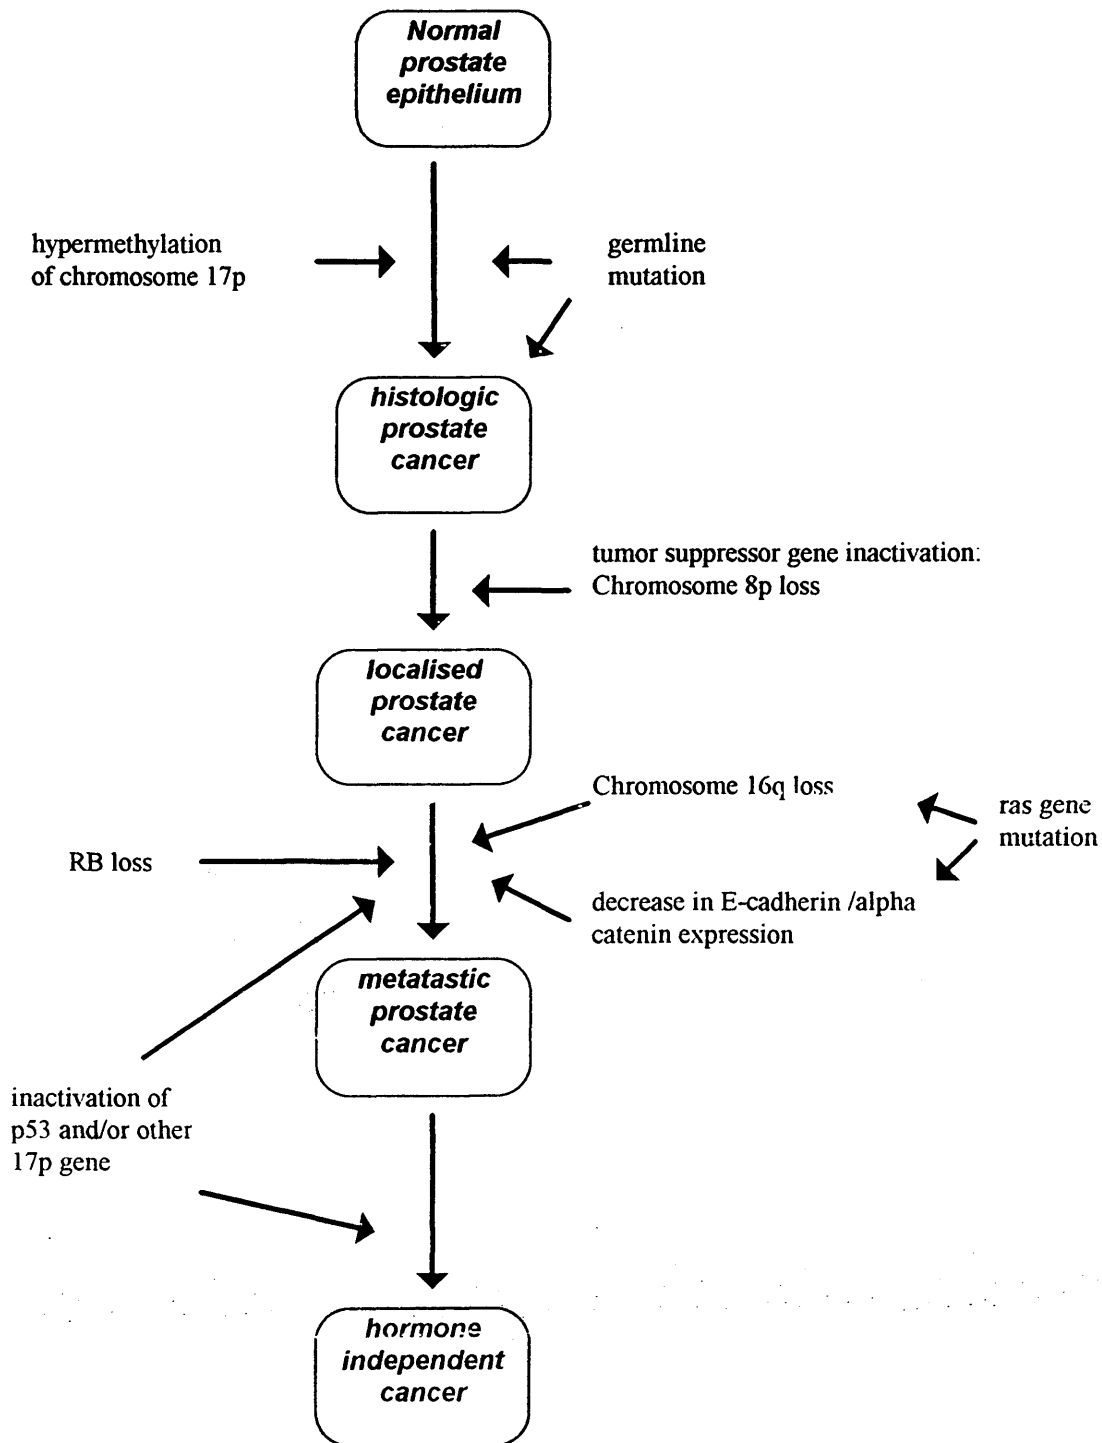 Normal
prostate
epithelium
hypermethylation
of chromosome 17p
germline
mutation
histologic
prostate
cancer
tumor suppressor gene inactivation:
Chromosome 8p loss
localised
prostate
cancer
Chromosome 16q loss
ras gene
mutation
RB loss
decrease in E-cadherin /alpha
catenin expression
metatastic
prostate
cancer
inactivation of
p53 and/or other
17p gene
hormone
independent
cancer